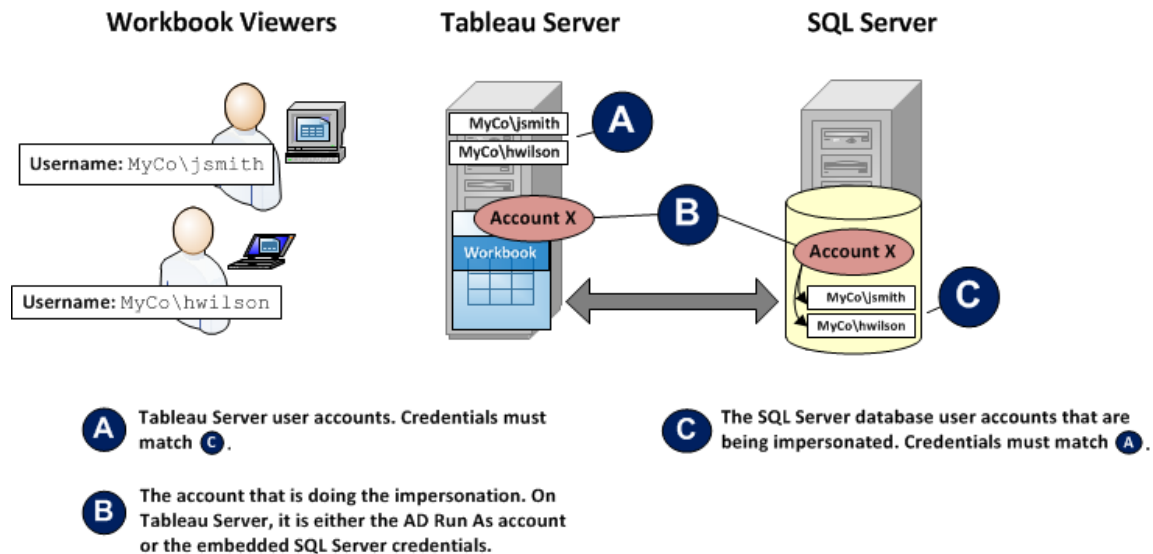 Workbook Viewers
Tableau Server
SQL Server
Username: MyCo\jsmith
Username: MyCo\hwilson
MyCo\jsmith
MyCo\hwilson
A
Account X
Workbook
B
Account X
MyCo\jsmith
MyCo\hwilson
C
A Tableau Server user accounts. Credentials must
match C .
B The account that is doing the impersonation. On
Tableau Server, it is either the AD Run As account
or the embedded SQL Server credentials.
C The SQL Server database user accounts that are
being impersonated. Credentials must match A .